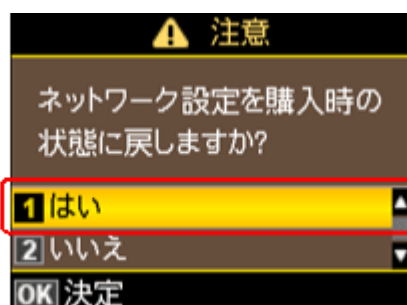 注意
ネットワーク設定を購入時の
状態に戻しますか?
1 はい
2 いいえ
OK 決定